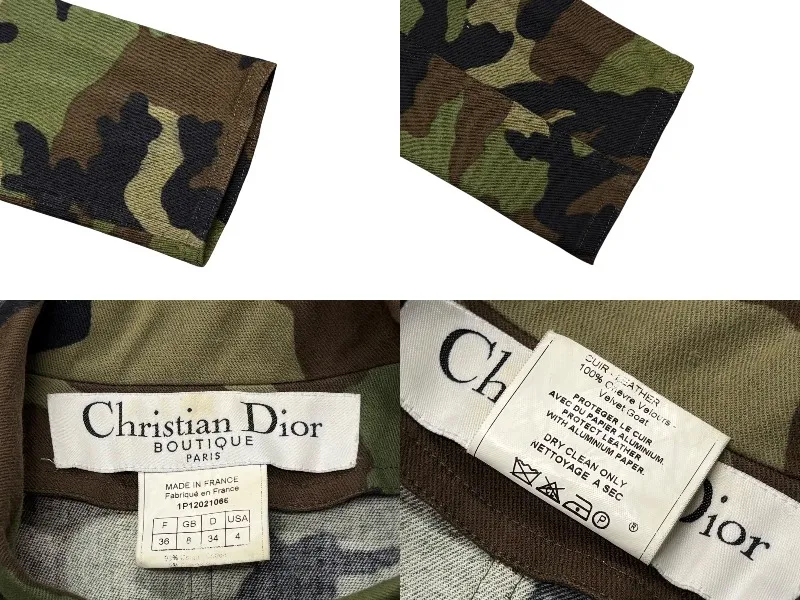 Christian Dior
BOUTIQUE
PARIS
MADE IN FRANCE
Fabriqué en France
1P12021066
F GB D USA
36 8 34 4
Ch
Dior
CUIR - LEATHER
100% Chèvre Velours -
Velvet Goat
PROTEGER LE CUIR
AVEC DU PAPIER ALUMINIUM.
PROTECT LEATHER
WITH ALUMINUM PAPER.
DRY CLEAN ONLY
NETTOYAGE A SEC
P ®